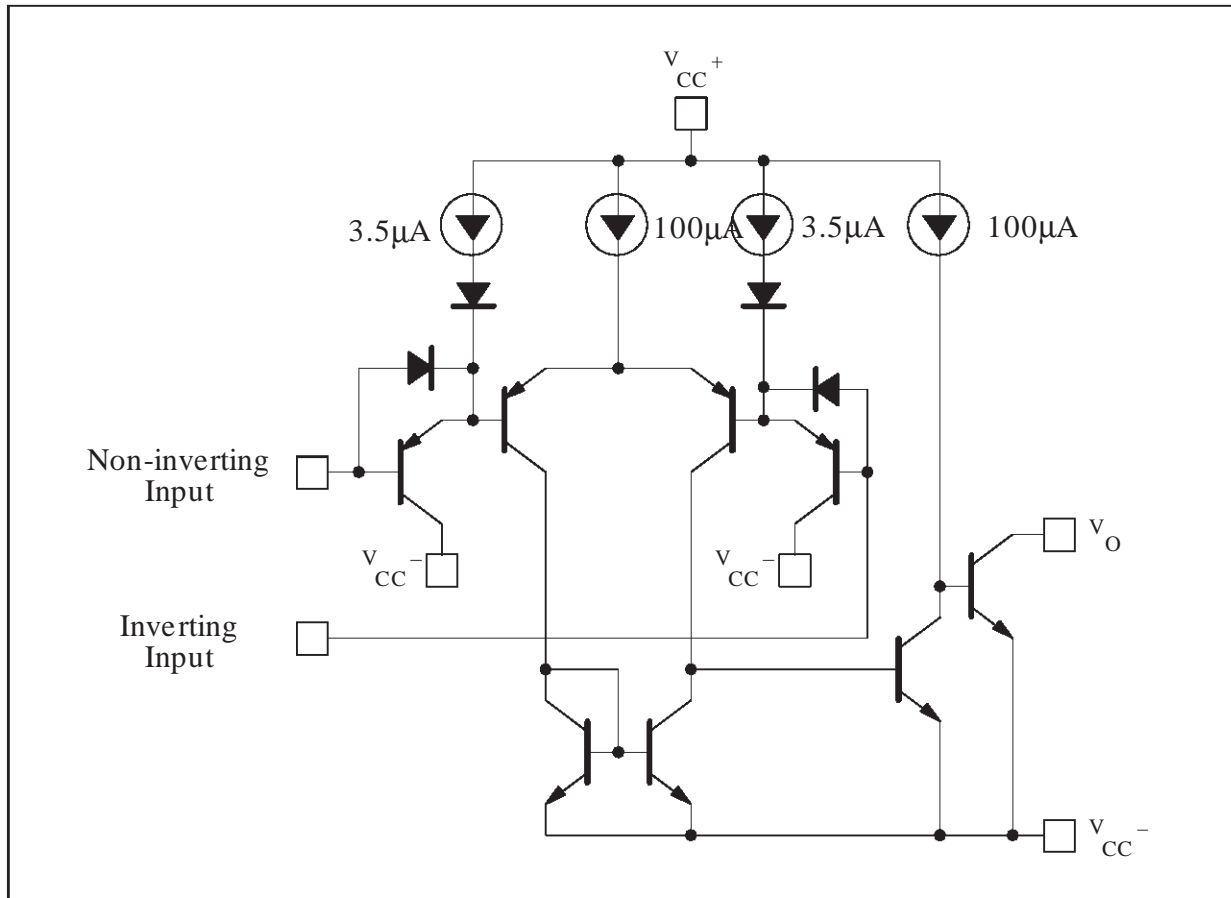 V
CC +
3.5μA
100μA
3.5μA
100μA
Non-inverting
Input
V
CC −
V
CC −
V
O
Inverting
Input
V
CC −